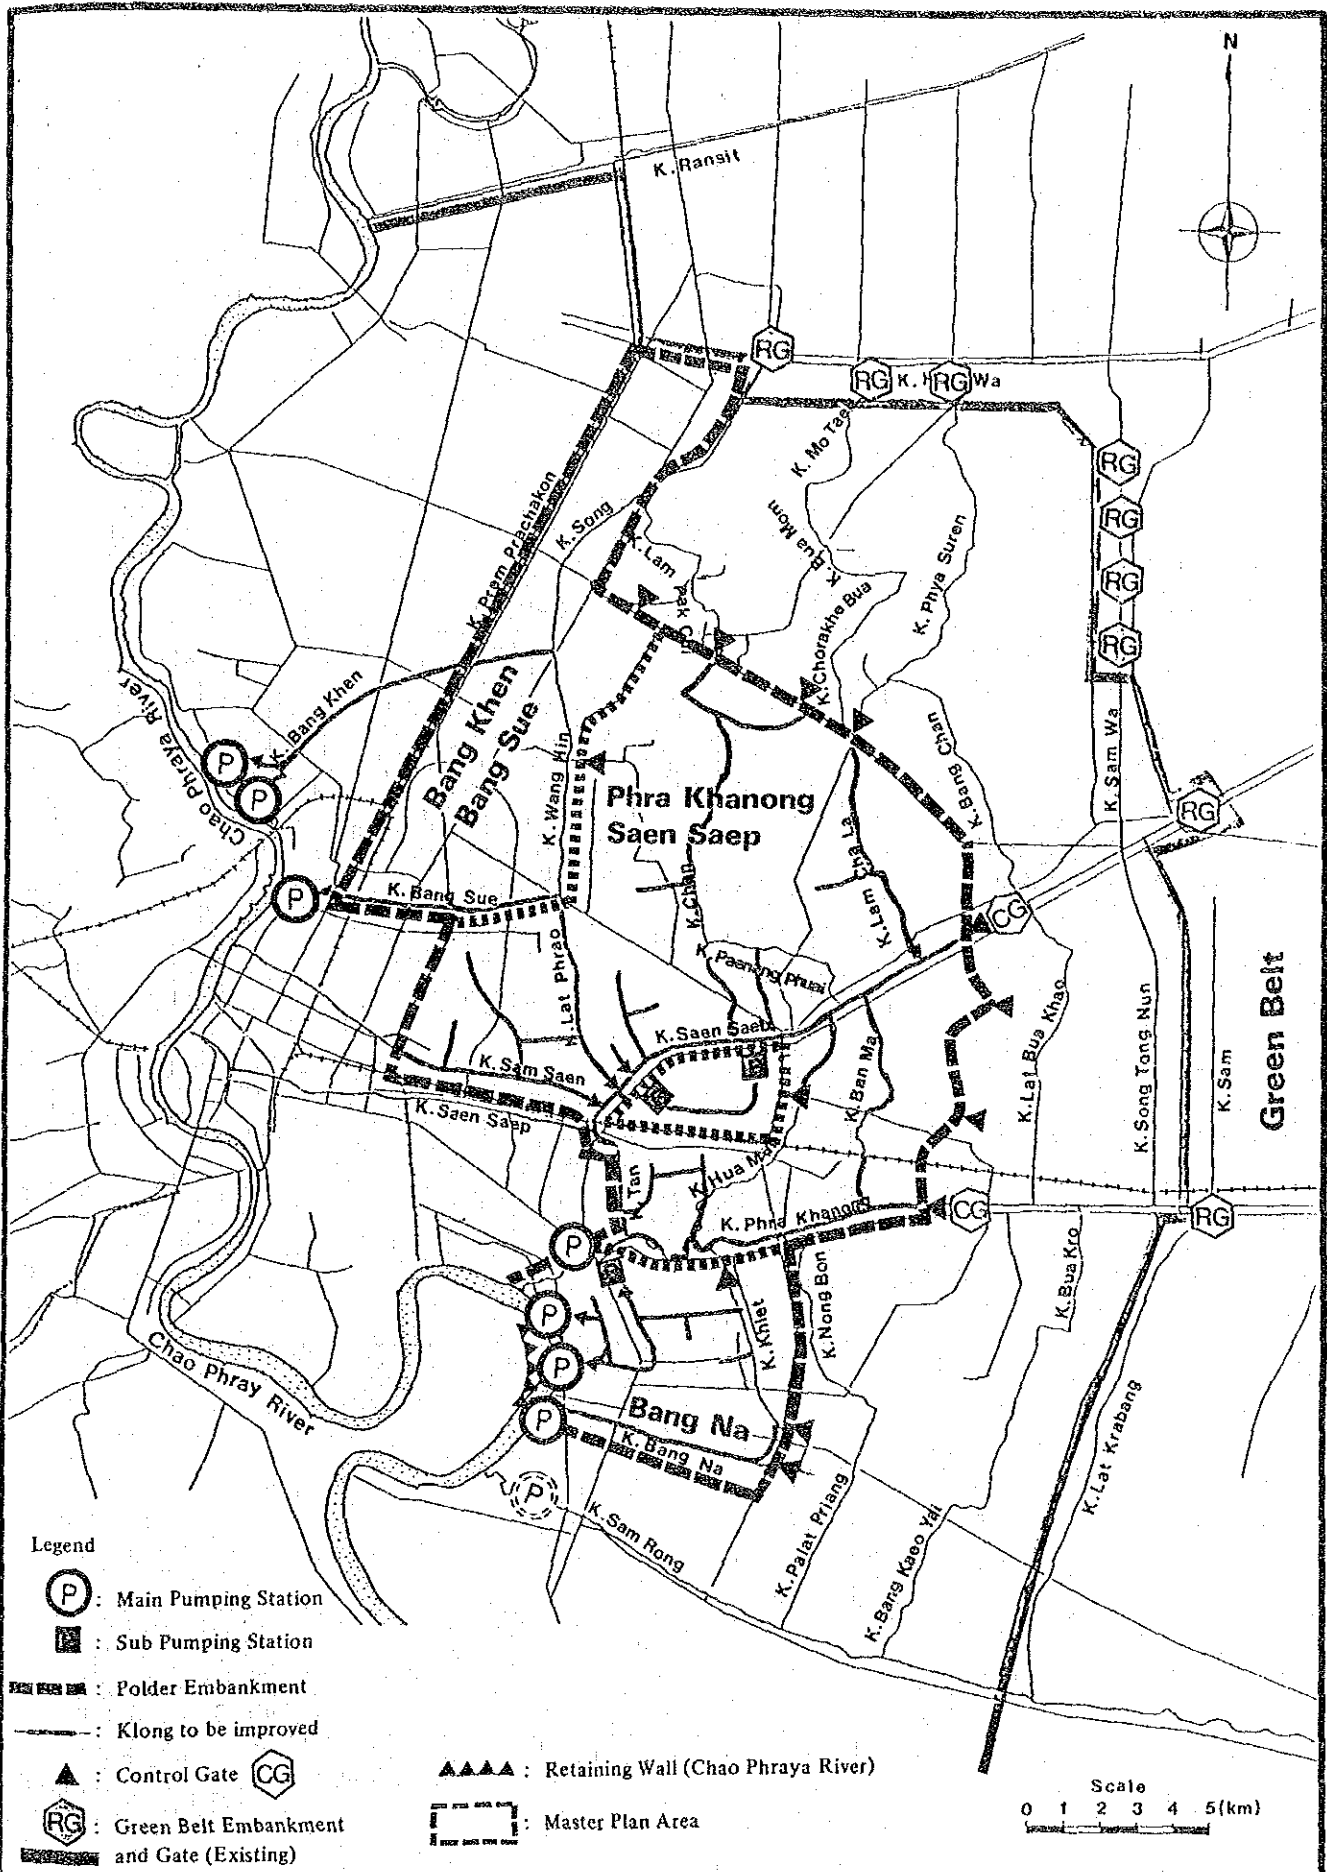 N
K. Ransit
RG
RG
K. H
RG
Wa
K. Mo Tae
RG
K. Prem Prachakon
K. Song
K. Bua Mom
RG
K. Lam
Pak Chi
K. Phya Suren
RG
K. Chorakhe Bua
RG
K. Bang Khen
Bang Khen
Bang Sue
K. Bang Chan
K. Sam Wa
Chao Phraya River
P
P
K. Wang Hin
Phra Khanong
Saen Saep
RG
K. Lam Cha La
K. Chan
P
K. Bang Sue
CG
K. Lat Phrao
K. Paenang Phuai
K. Lat Bua Khao
K. Song Tong Nun
Green Belt
K. Saen Saeb
K. Ban Ma
K. Sam
K. Sam Saen
K. Saen Saep
K. Tan
K. Hua Ma
K. Phra Khanong
CG
RG
P
K. Nong Bon
K. Bua Kro
P
K. Khlet
P
Chao Phray River
P
Bang Na
K. Bang Na
K. Lat Krabang
P
K. Sam Rong
K. Palat Priang
K. Bang Kaeo Yai
Legend
P : Main Pumping Station
P : Sub Pumping Station
: Polder Embankment
: Klong to be improved
: Control Gate CG
: Retaining Wall (Chao Phraya River)
RG : Green Belt Embankment
and Gate (Existing)
: Master Plan Area
Scale
0 1 2 3 4 5(km)